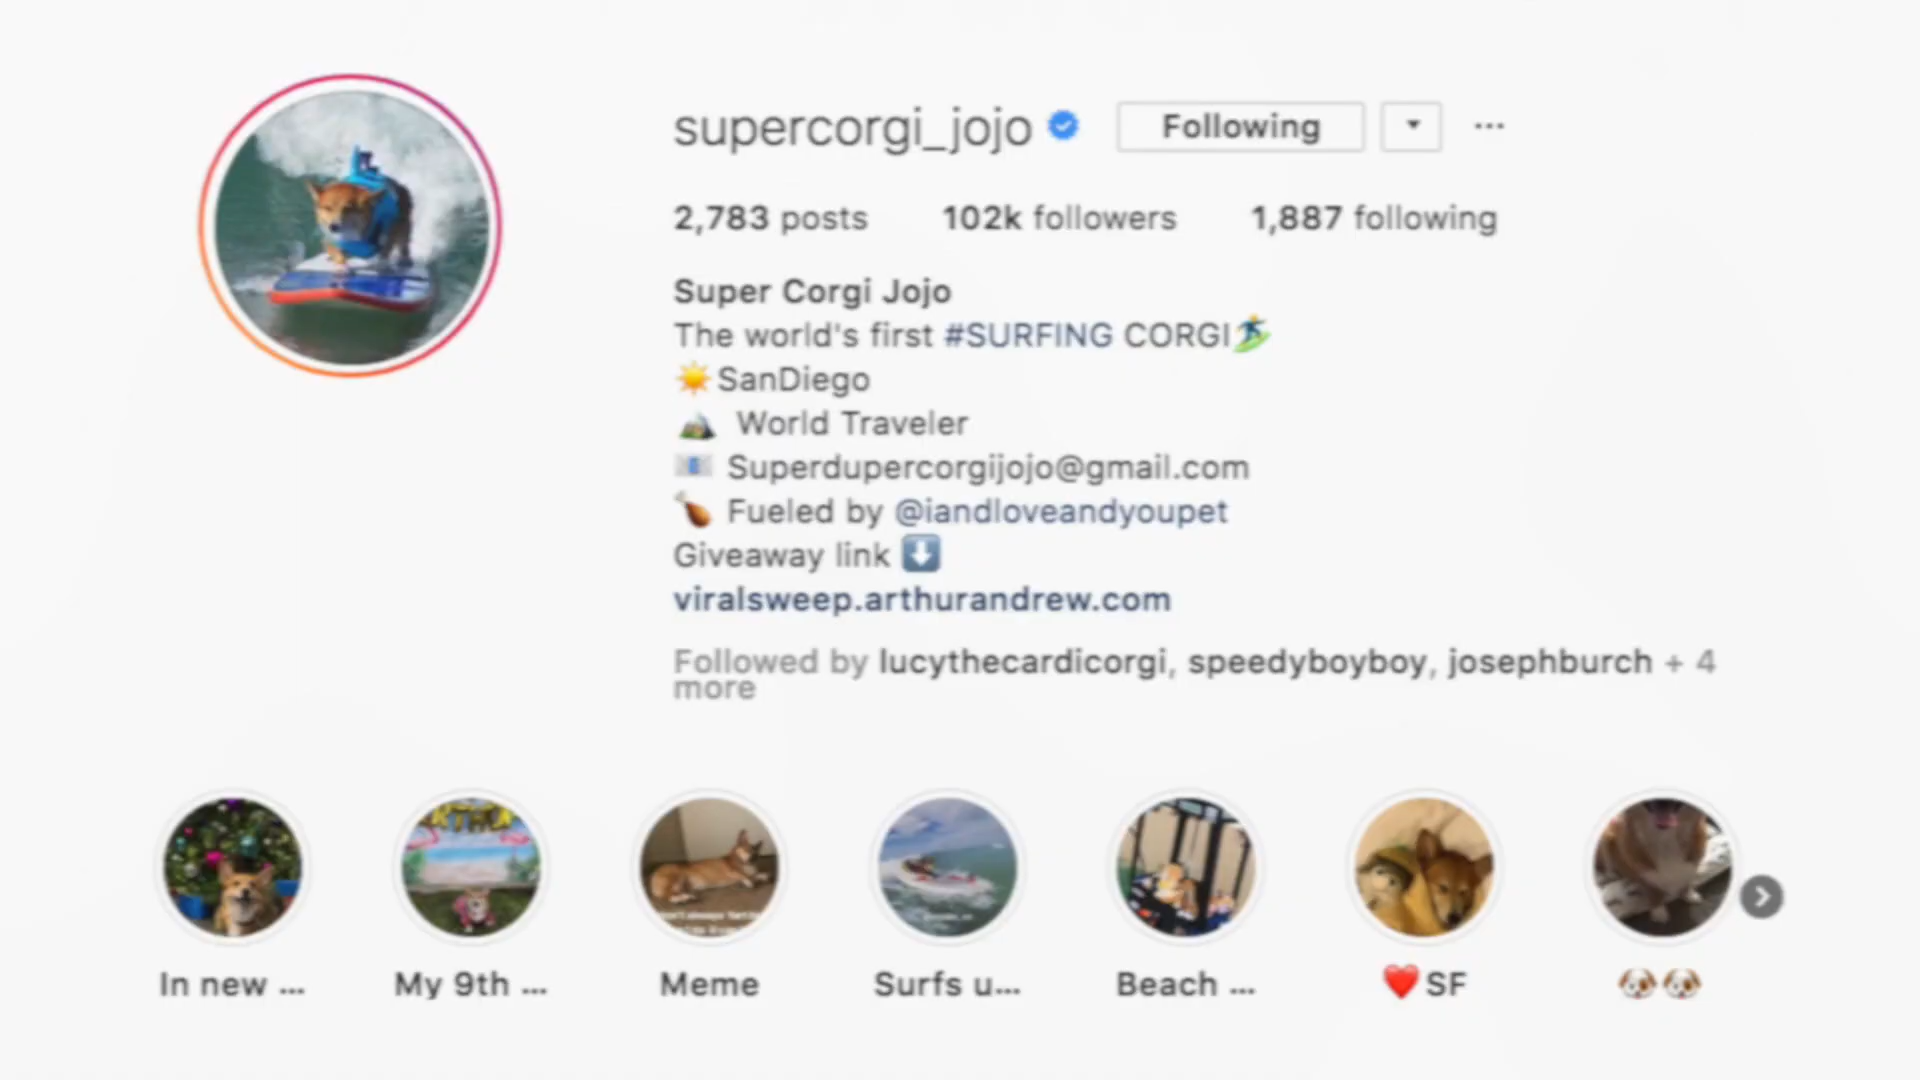 supercorgi_jojo Following ...
2,783 posts 102k followers 1,887 following
Super Corgi Jojo
The world's first #SURFING CORGI🏄
☀️SanDiego
🏔️ World Traveler
📧 Superdupercorgijojo@gmail.com
🍗 Fueled by @iandloveandyoupet
Giveaway link ⬇️
viralsweep.arthurandrew.com
Followed by lucythecardicorgi, speedyboyboy, josephburch + 4
more
In new ... My 9th ... Meme Surfs u... Beach ... ❤️SF 🐶🐶